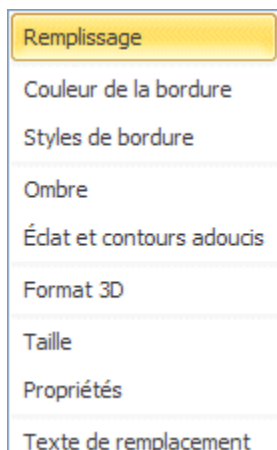 Remplissage
Couleur de la bordure
Styles de bordure
Ombre
Éclat et contours adoucis
Format 3D
Taille
Propriétés
Texte de remplacement